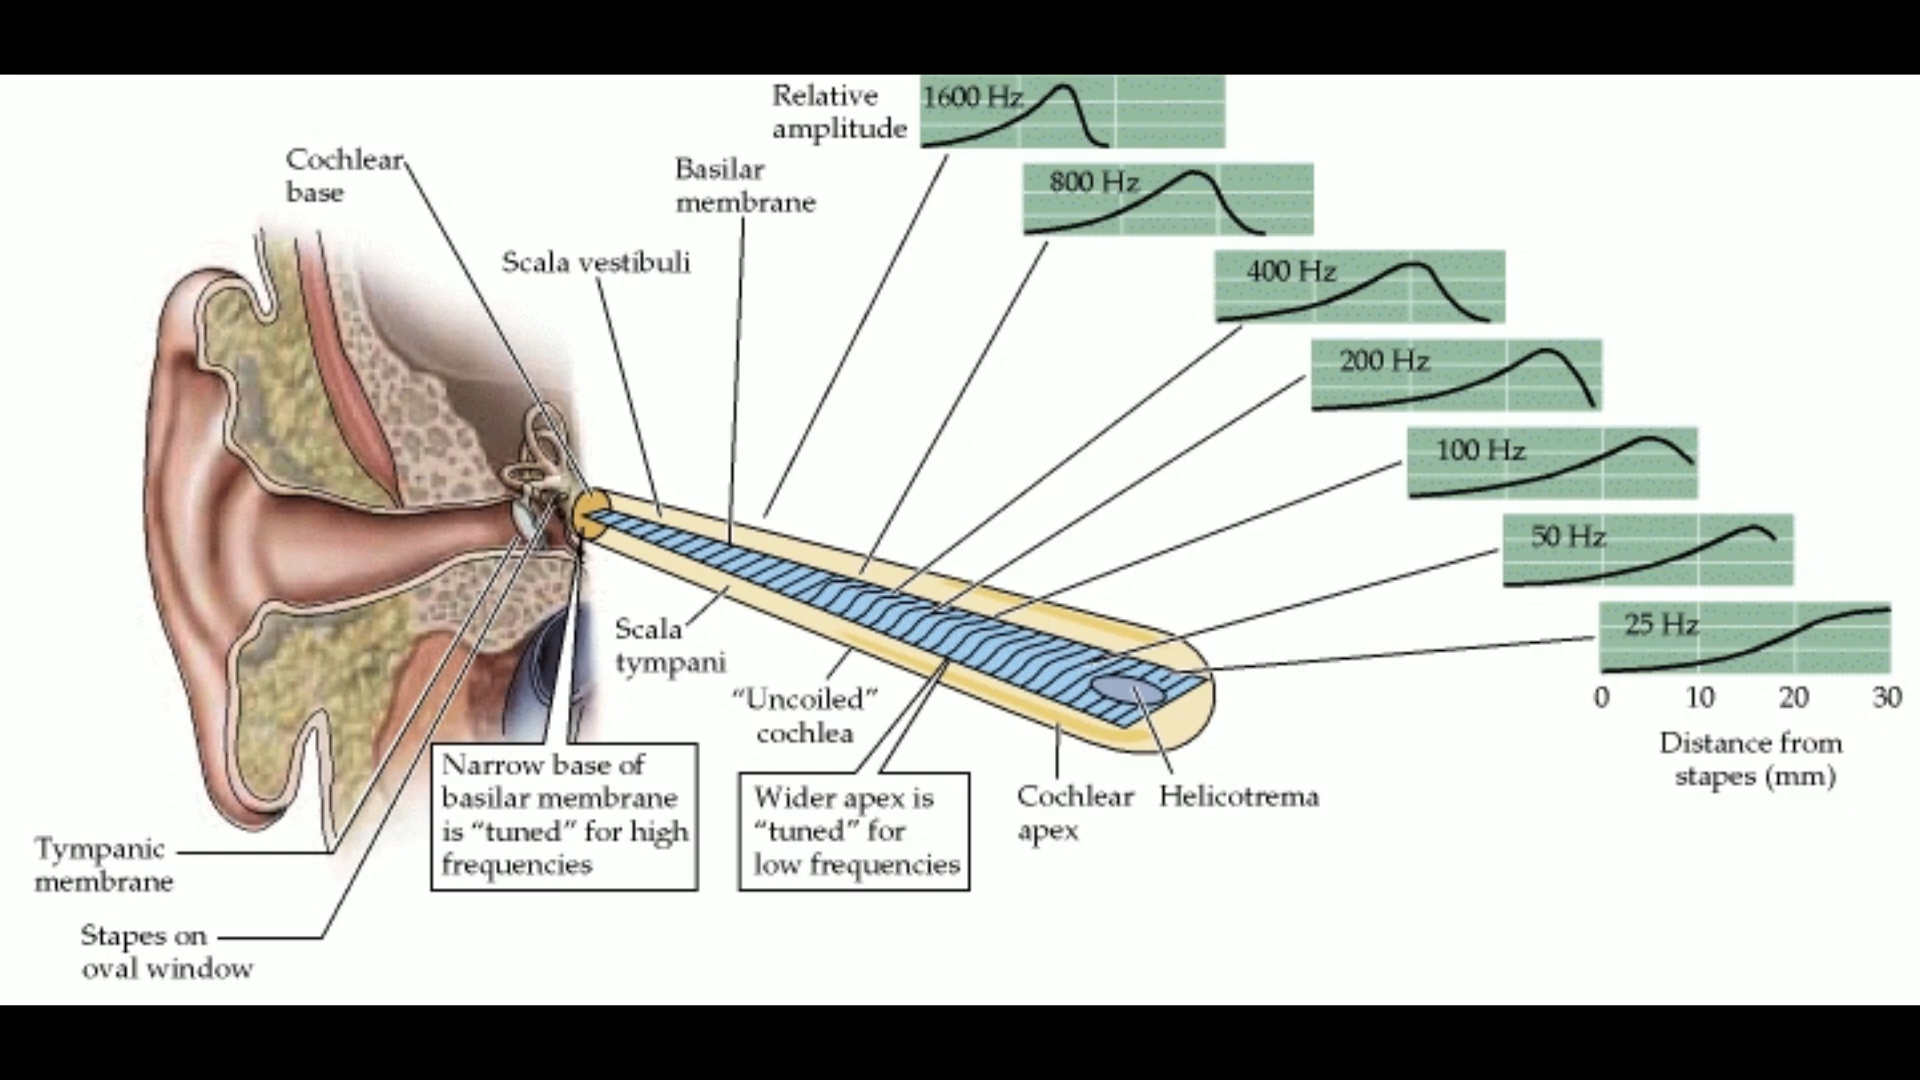 Relative
amplitude
1600 Hz
Cochlear
base
Basilar
membrane
800 Hz
Scala vestibuli
400 Hz
200 Hz
100 Hz
50 Hz
25 Hz
0 10 20 30
Distance from
stapes (mm)
Scala
tympani
"Uncoiled"
cochlea
Narrow base of
basilar membrane
is "tuned" for high
frequencies
Wider apex is
"tuned" for
low frequencies
Cochlear
apex
Helicotrema
Tympanic
membrane
Stapes on
oval window